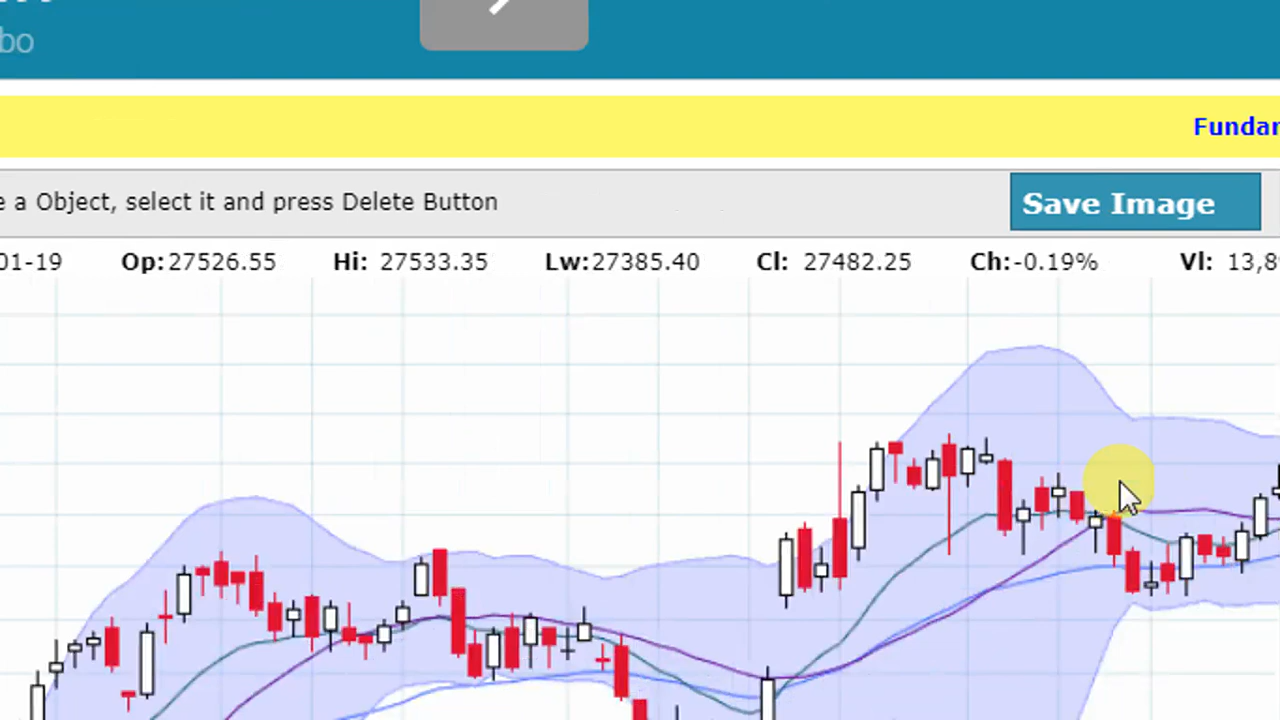 bo
Fundar
e a Object, select it and press Delete Button
Save Image
01-19 Op:27526.55 Hi: 27533.35 Lw:27385.40 Cl: 27482.25 Ch:-0.19% Vl: 13,8